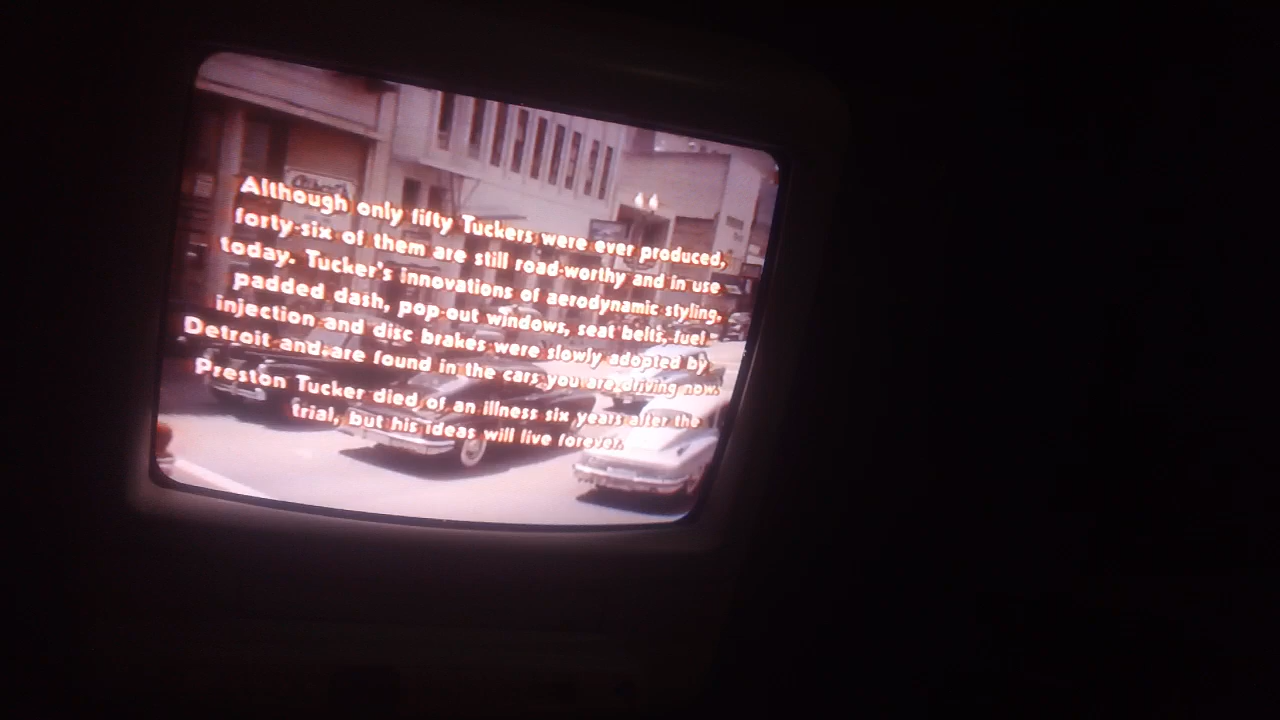 Although only fifty Tuckers were ever produced,
forty-six of them are still road-worthy and in use
today. Tucker's innovations of aerodynamic styling,
padded dash, pop-out windows, seat belts, fuel
injection and disc brakes were slowly adopted by
Detroit and are found in the cars you are driving now.
Preston Tucker died of an illness six years after the
trial, but his ideas will live forever.